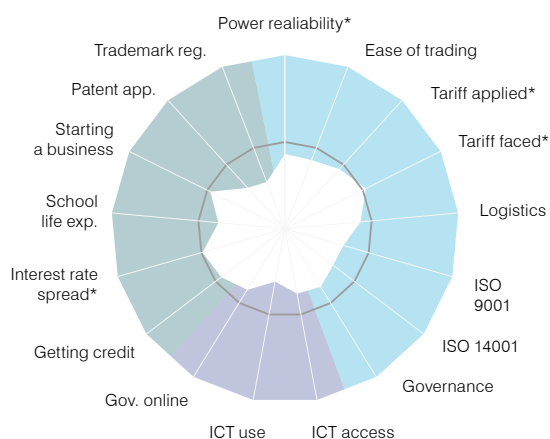 Power realiability*
Trademark reg.
Ease of trading
Patent app.
Tariff applied*
Starting
a business
Tariff faced*
School
life exp.
Logistics
Interest rate
spread*
ISO
9001
Getting credit
ISO 14001
Gov. online
Governance
ICT use
ICT access